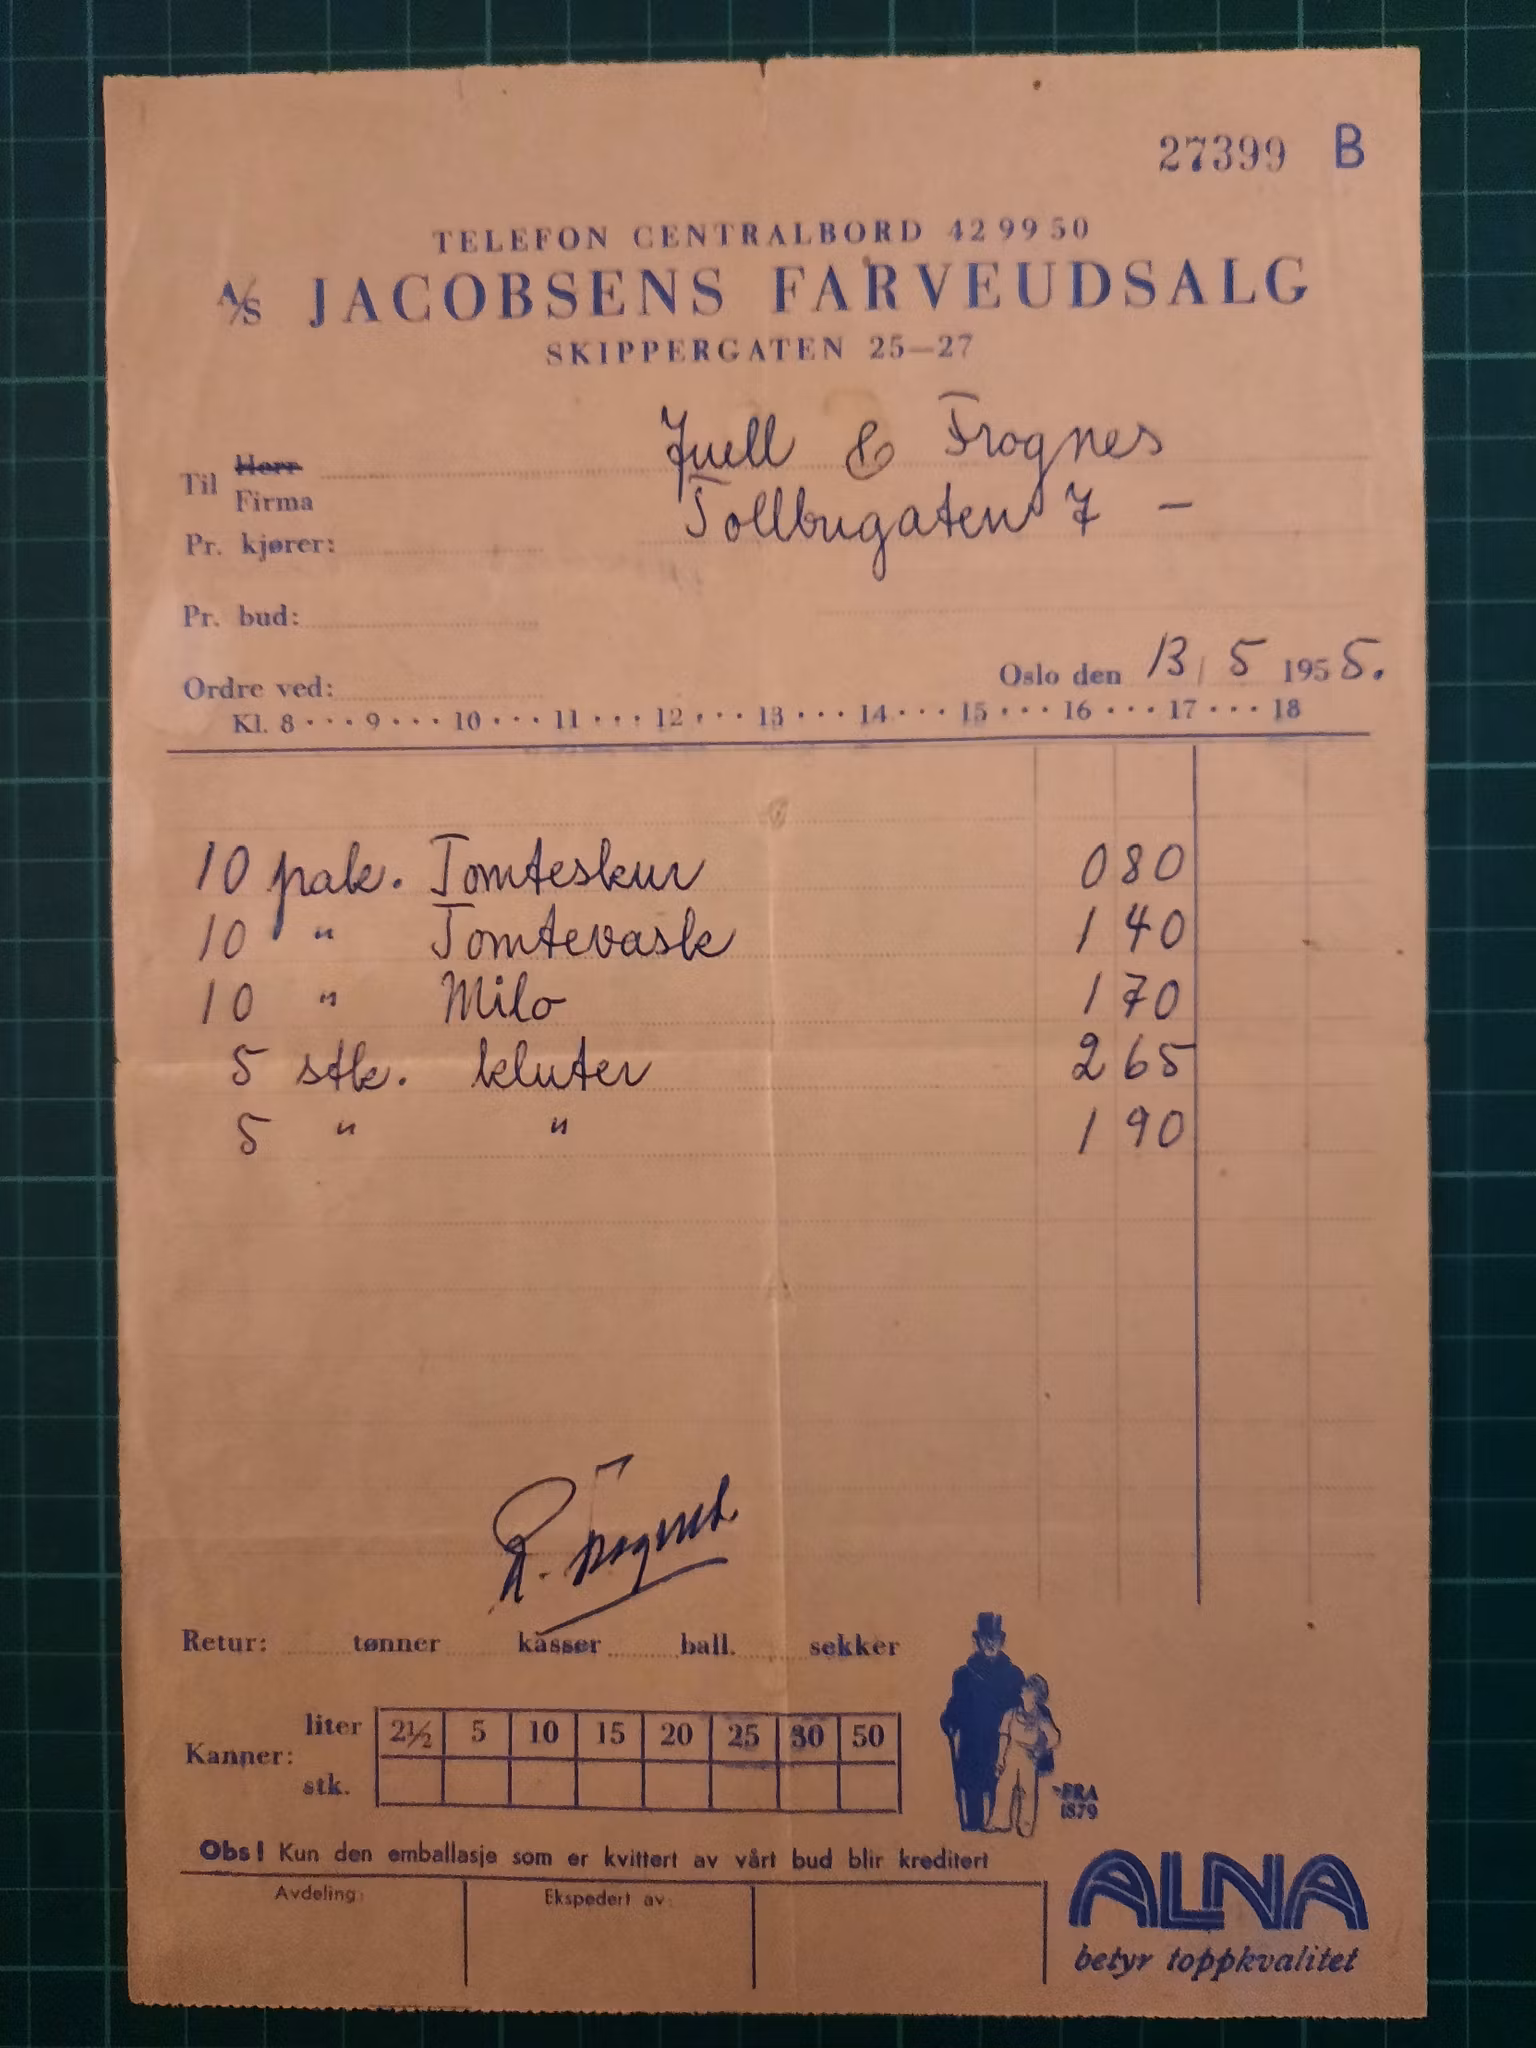 27399 B
TELEFON CENTRALBORD 42 99 50
A/S JACOBSENS FARVEUDSALG
SKIPPERGATEN 25—27
Til Herr
Firma
Juell & Frognes
Tollbugaten 7 –
Pr. kjører:
Pr. bud:
Oslo den 13/5 1955.
Ordre ved:
Kl. 8 · · · 9 · · · 10 · · · 11 · · · 12 · · · 13 · · · 14 · · · 15 · · · 16 · · · 17 · · · 18
10 pak. Tomteskur 0 80
10 " Tomtevask 1 40
10 " Milo 1 70
5 stk. kluter 2 65
5 " " 1 90
Retur: tønner kasser ball. sekker
Kanner: liter 2½ 5 10 15 20 25 30 50
stk.
FRA
1879
Obs! Kun den emballasje som er kvittert av vårt bud blir kreditert
Avdeling: Ekspedert av:
ALNA
betyr toppkvalitet